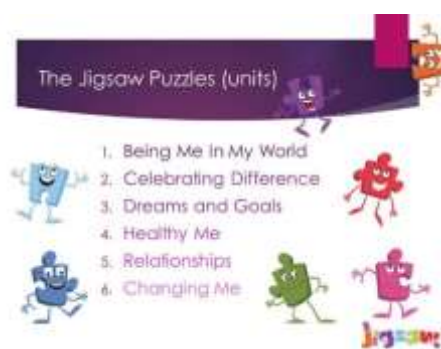 The Jigsaw Puzzles (units)
1. Being Me In My World
2. Celebrating Difference
3. Dreams and Goals
4. Healthy Me
5. Relationships
6. Changing Me
jigsaw!